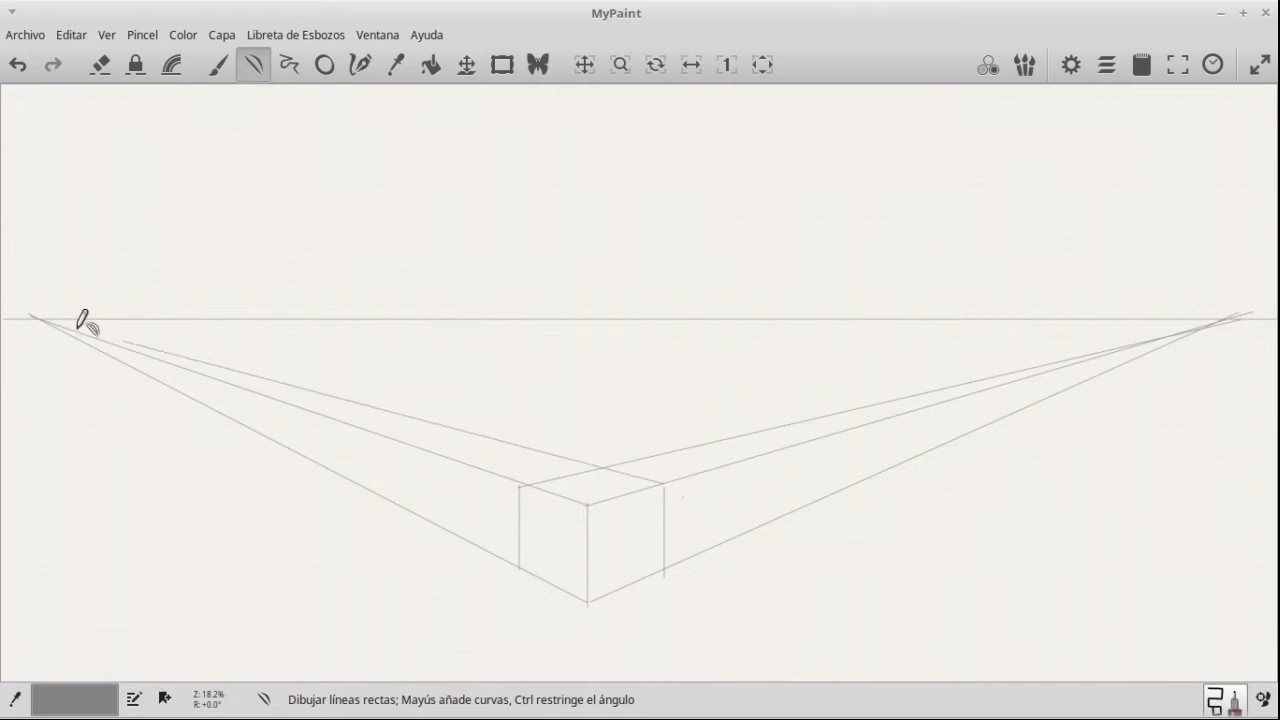 MyPaint
Archivo Editar Ver Pincel Color Capa Libreta de Esbozos Ventana Ayuda
1
Z: 18.2%
R: +0.0°
Dibujar líneas rectas; Mayús añade curvas, Ctrl restringe el ángulo